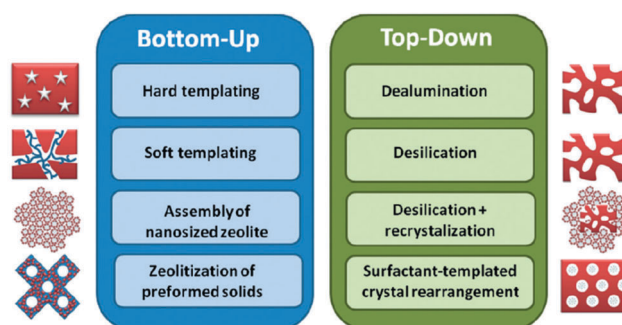 Bottom-Up
Hard templating
Soft templating
Assembly of
nanosized zeolite
Zeolitization of
preformed solids
Top-Down
Dealumination
Desilication
Desilication +
recrystalization
Surfactant-templated
crystal rearrangement